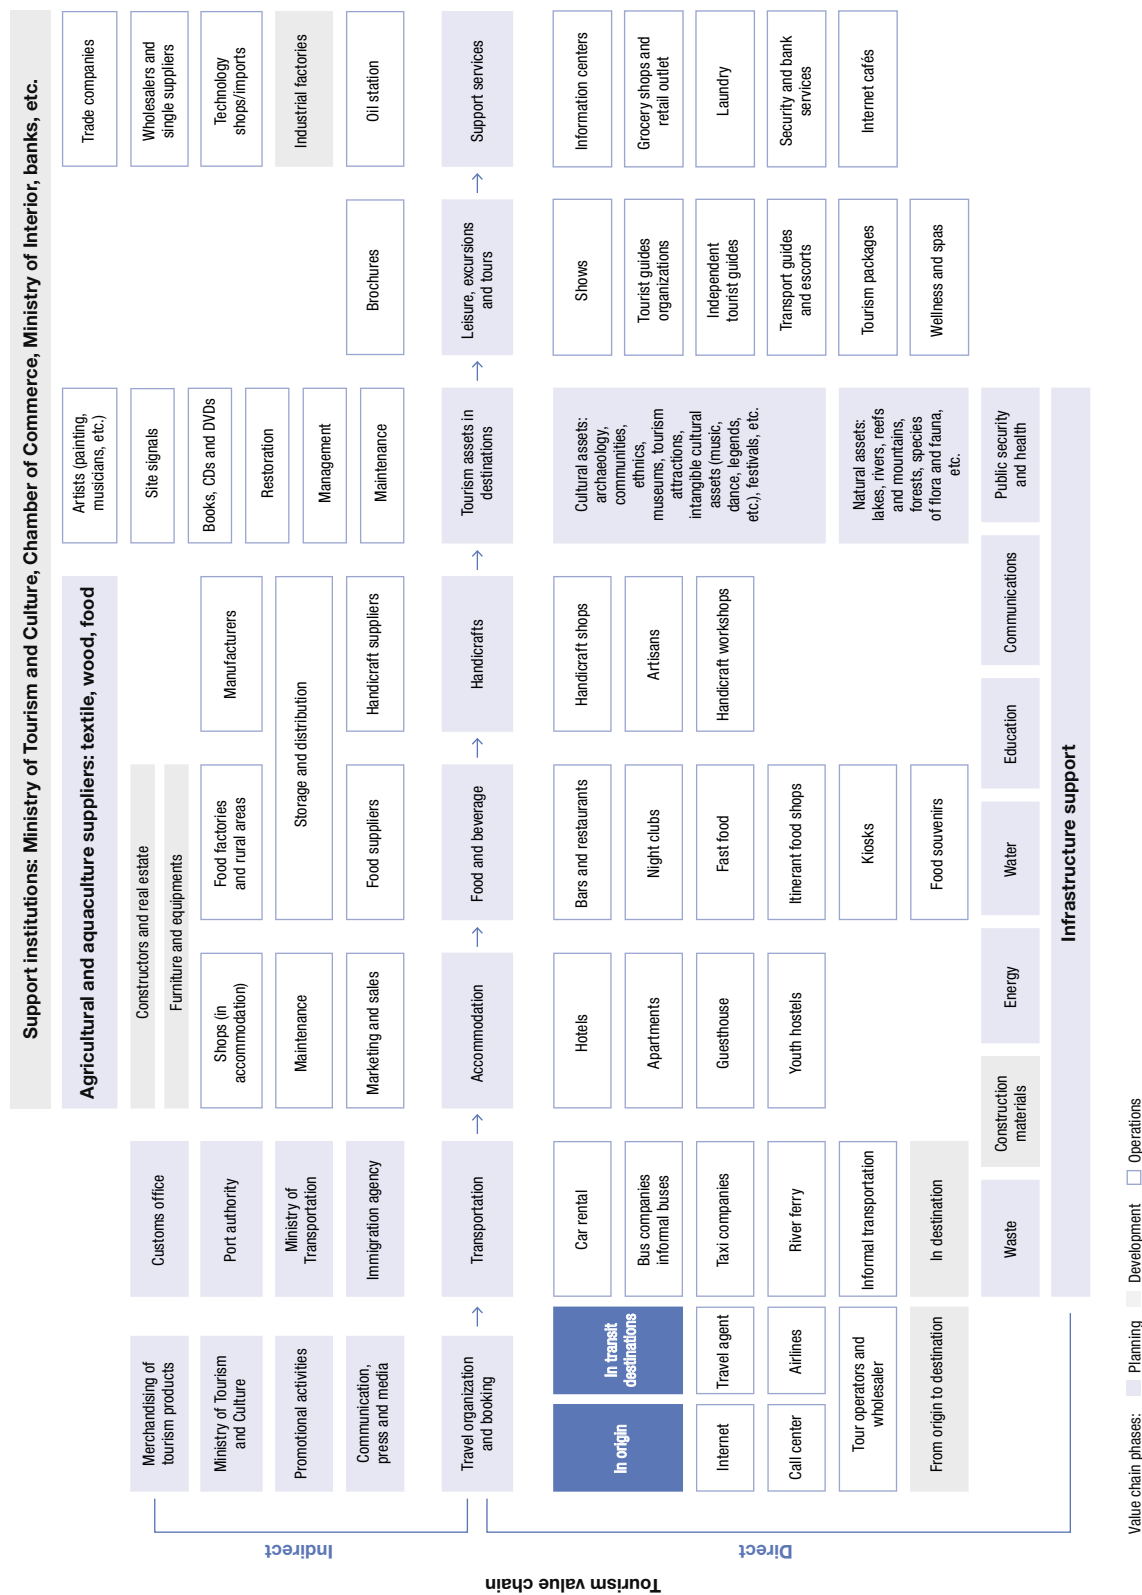 Support institutions: Ministry of Tourism and Culture, Chamber of Commerce, Ministry of Interior, banks, etc.
Agricultural and aquaculture suppliers: textile, wood, food
Tourism value chain
Indirect
Merchandising of
tourism products
Ministry of Tourism
and Culture
Promotional activities
Communication,
press and media
Customs office
Port authority
Ministry of
Transportation
Immigration agency
Constructors and real estate
Furniture and equipments
Shops (in
accommodation)
Maintenance
Marketing and sales
Food factories
and rural areas
Storage and distribution
Food suppliers
Manufacturers
Handicraft suppliers
Artists (painting,
musicians, etc.)
Site signals
Books, CDs and DVDs
Restoration
Management
Maintenance
Brochures
Trade companies
Wholesalers and
single suppliers
Technology
shops/imports
Industrial factories
Oil station
Travel organization
and booking
→
Transportation
→
Accommodation
→
Food and beverage
→
Handicrafts
→
Tourism assets in
destinations
→
Leisure, excursions
and tours
→
Support services
Direct
In origin
In transit
destinations
Internet
Travel agent
Call center
Airlines
Tour operators and
wholesaler
From origin to destination
Car rental
Bus companies
informal buses
Taxi companies
River ferry
Informal transportation
In destination
Hotels
Apartments
Guesthouse
Youth hostels
Bars and restaurants
Night clubs
Fast food
Itinerant food shops
Kiosks
Food souvenirs
Handicraft shops
Artisans
Handicraft workshops
Cultural assets:
archaeology,
communities,
ethnics,
museums, tourism
attractions,
intangible cultural
assets (music,
dance, legends,
etc.), festivals, etc.
Natural assets:
lakes, rivers, reefs
and mountains,
forests, species
of flora and fauna,
etc.
Shows
Tourist guides
organizations
Independent
tourist guides
Transport guides
and escorts
Tourism packages
Wellness and spas
Information centers
Grocery shops and
retail outlet
Laundry
Security and bank
services
Internet cafés
Waste
Construction
materials
Energy
Water
Education
Communications
Public security
and health
Infrastructure support
Value chain phases: Planning Development Operations